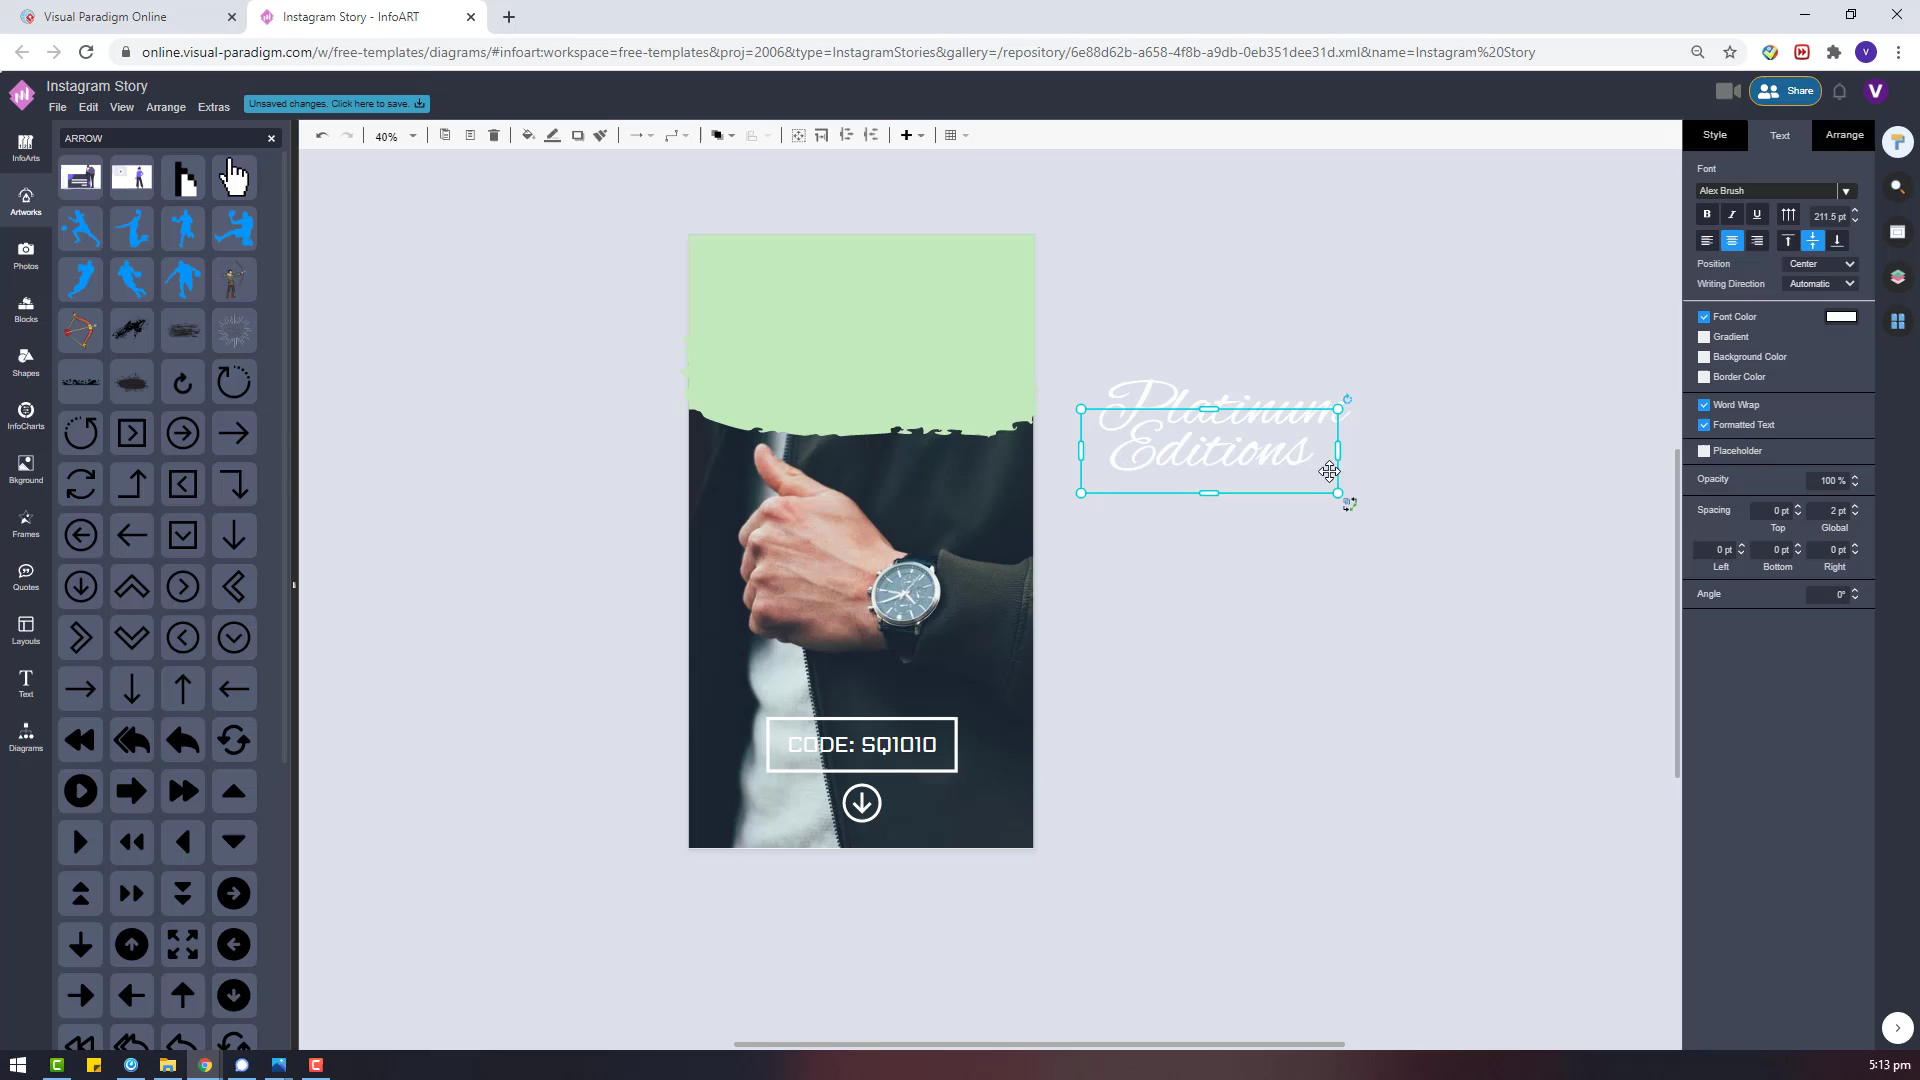 Visual Paradigm Online
Instagram Story - InfoART
online.visual-paradigm.com/w/free-templates/diagrams/#infoart:workspace=free-templates&proj=2006&type=InstagramStories&gallery=/repository/6e88d62b-a658-4f8b-a9db-0eb351dee31d.xml&name=Instagram%20Story
V
Instagram Story
File Edit View Arrange Extras
Unsaved changes. Click here to save.
Share
V
InfoArts
Artworks
Photos
Blocks
Shapes
InfoCharts
Bkground
Frames
Quotes
Layouts
Text
Diagrams
ARROW
40%
Platinum
Editions
CODE: SQ1010
Style Text Arrange
Font
Alex Brush
B I U 211.5 pt
Position Center
Writing Direction Automatic
Font Color
Gradient
Background Color
Border Color
Word Wrap
Formatted Text
Placeholder
Opacity 100 %
Spacing 0 pt 2 pt
Top Global
0 pt 0 pt 0 pt
Left Bottom Right
Angle 0°
5:13 pm